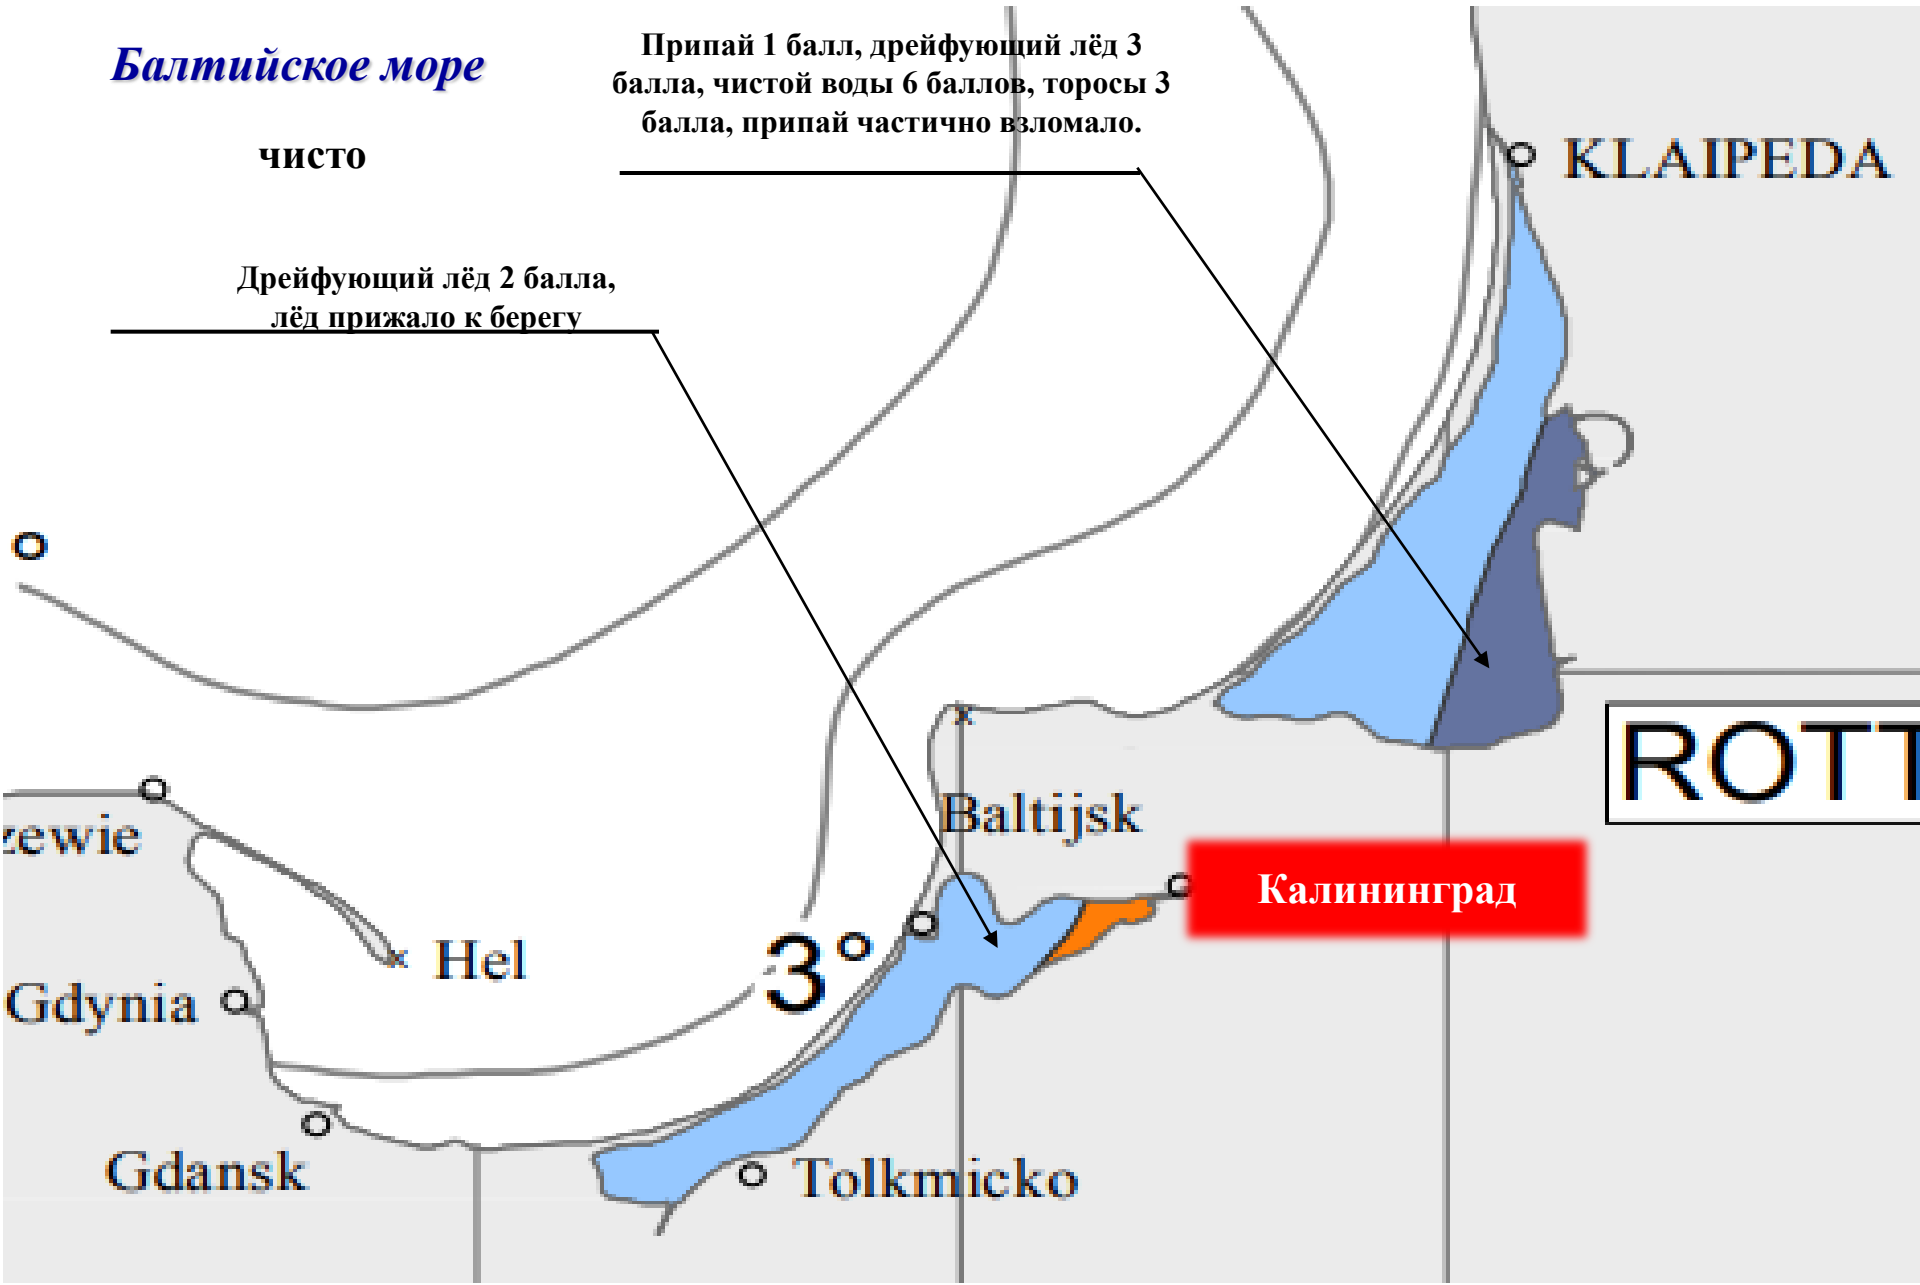 Балтийское море
чисто
Припай 1 балл, дрейфующий лёд 3
балла, чистой воды 6 баллов, торосы 3
балла, припай частично взломало.
KLAIPEDA
Дрейфующий лёд 2 балла,
лёд прижало к берегу
ROTT
Baltijsk
zewie
Калининград
Hel
3°
Gdynia
Gdansk
Tolkmicko